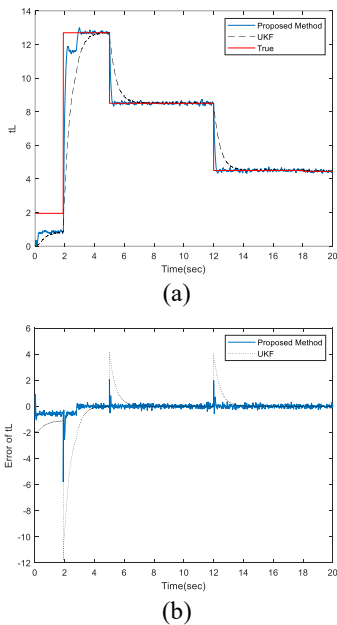 14
12
10
8
6
4
2
0
tL
Proposed Method
UKF
True
0 2 4 6 8 10 12 14 16 18 20
Time(sec)
(a)
6
4
2
0
-2
-4
-6
-8
-10
-12
Error of tL
Proposed Method
UKF
0 2 4 6 8 10 12 14 16 18 20
Time(sec)
(b)